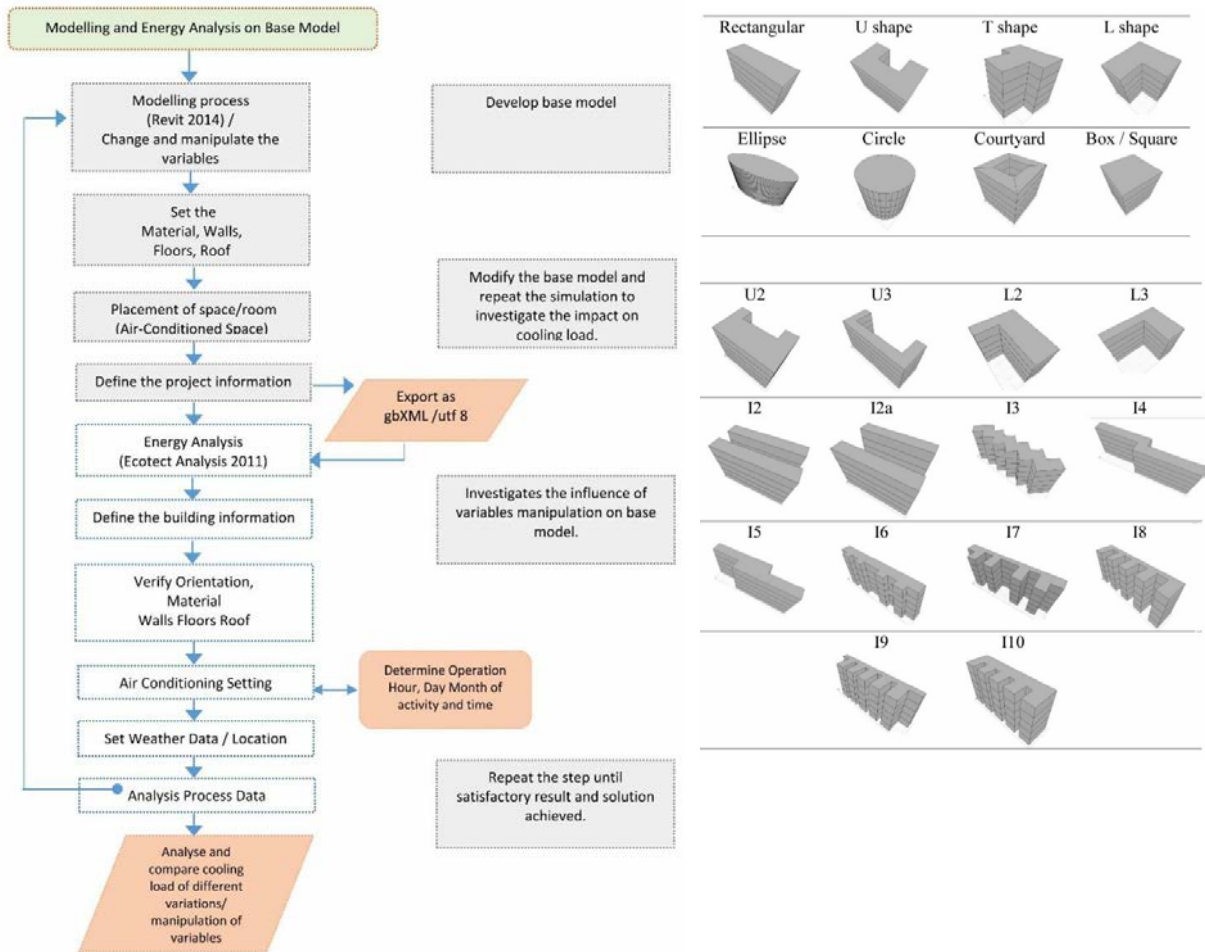 Modelling and Energy Analysis on Base Model
Modelling process
(Revit 2014) /
Change and manipulate the
variables
Set the
Material, Walls,
Floors, Roof
Placement of space/room
(Air-Conditioned Space)
Define the project information
Export as
gbXML /utf 8
Energy Analysis
(Ecotect Analysis 2011)
Define the building information
Verify Orientation,
Material
Walls Floors Roof
Air Conditioning Setting
Determine Operation
Hour, Day Month of
activity and time
Set Weather Data / Location
Analysis Process Data
Analyse and
compare cooling
load of different
variations/
manipulation of
variables
Develop base model
Modify the base model and
repeat the simulation to
investigate the impact on
cooling load.
Investigates the influence of
variables manipulation on base
model.
Repeat the step until
satisfactory result and solution
achieved.
Rectangular U shape T shape L shape
Ellipse Circle Courtyard Box / Square
U2 U3 L2 L3
I2 I2a I3 I4
I5 I6 I7 I8
I9 I10